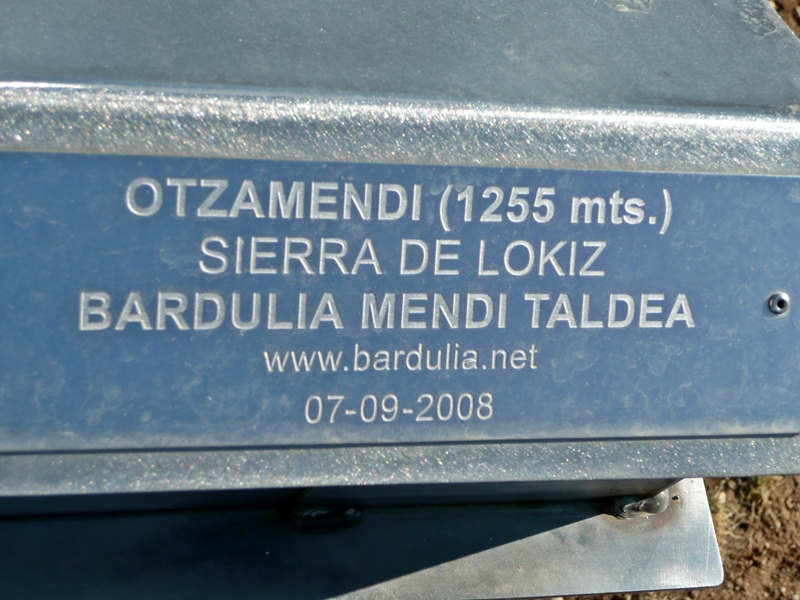 OTZAMENDI (1255 mts.)
SIERRA DE LOKIZ
BARDULIA MENDI TALDEA
www.bardulia.net
07-09-2008